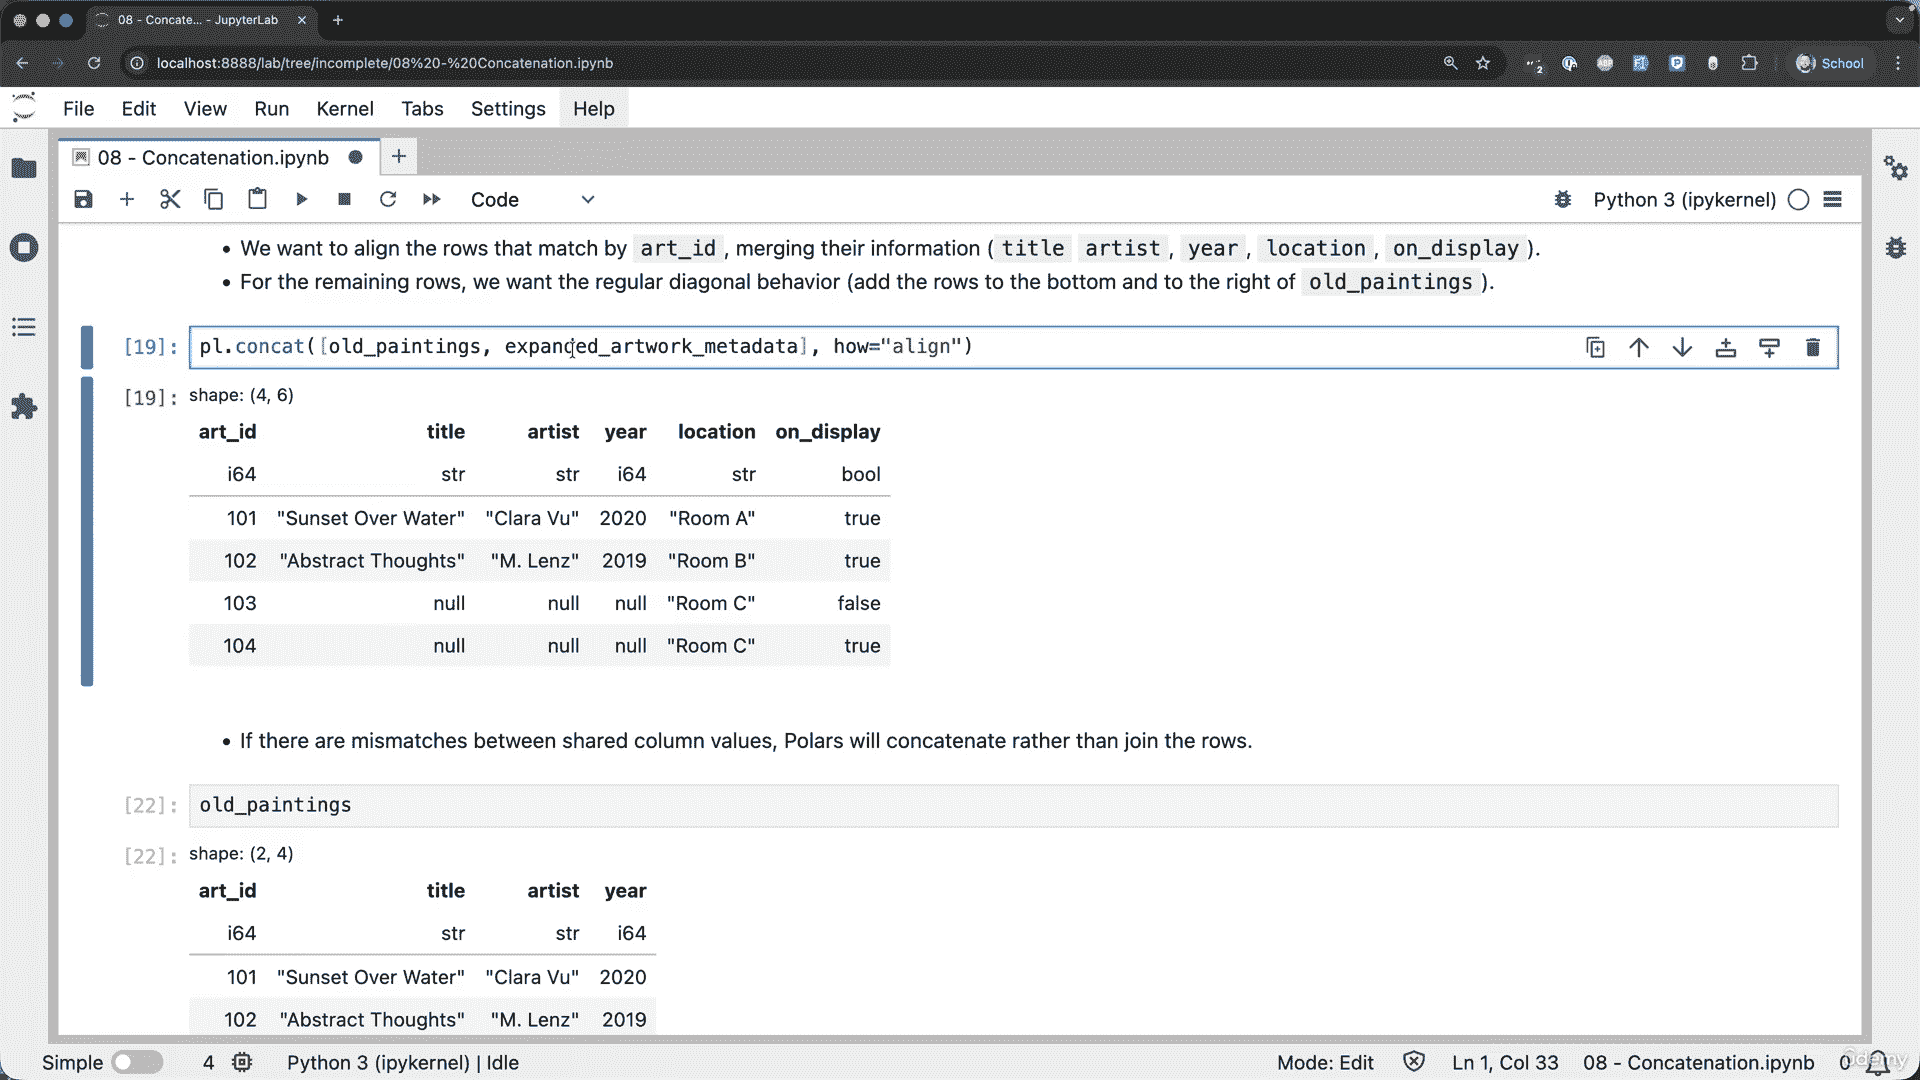 08 - Concate... - JupyterLab
localhost:8888/lab/tree/incomplete/08%20-%20Concatenation.ipynb
School
File Edit View Run Kernel Tabs Settings Help
08 - Concatenation.ipynb
Code
Python 3 (ipykernel)
• We want to align the rows that match by art_id , merging their information ( title artist , year , location , on_display ).
• For the remaining rows, we want the regular diagonal behavior (add the rows to the bottom and to the right of old_paintings ).
[19]: pl.concat([old_paintings, expanded_artwork_metadata], how="align")
[19]: shape: (4, 6)
art_id title artist year location on_display
i64 str str i64 str bool
101 "Sunset Over Water" "Clara Vu" 2020 "Room A" true
102 "Abstract Thoughts" "M. Lenz" 2019 "Room B" true
103 null null null "Room C" false
104 null null null "Room C" true
• If there are mismatches between shared column values, Polars will concatenate rather than join the rows.
[22]: old_paintings
[22]: shape: (2, 4)
art_id title artist year
i64 str str i64
101 "Sunset Over Water" "Clara Vu" 2020
102 "Abstract Thoughts" "M. Lenz" 2019
Simple 4 Python 3 (ipykernel) | Idle Mode: Edit Ln 1, Col 33 08 - Concatenation.ipynb 0
Udemy